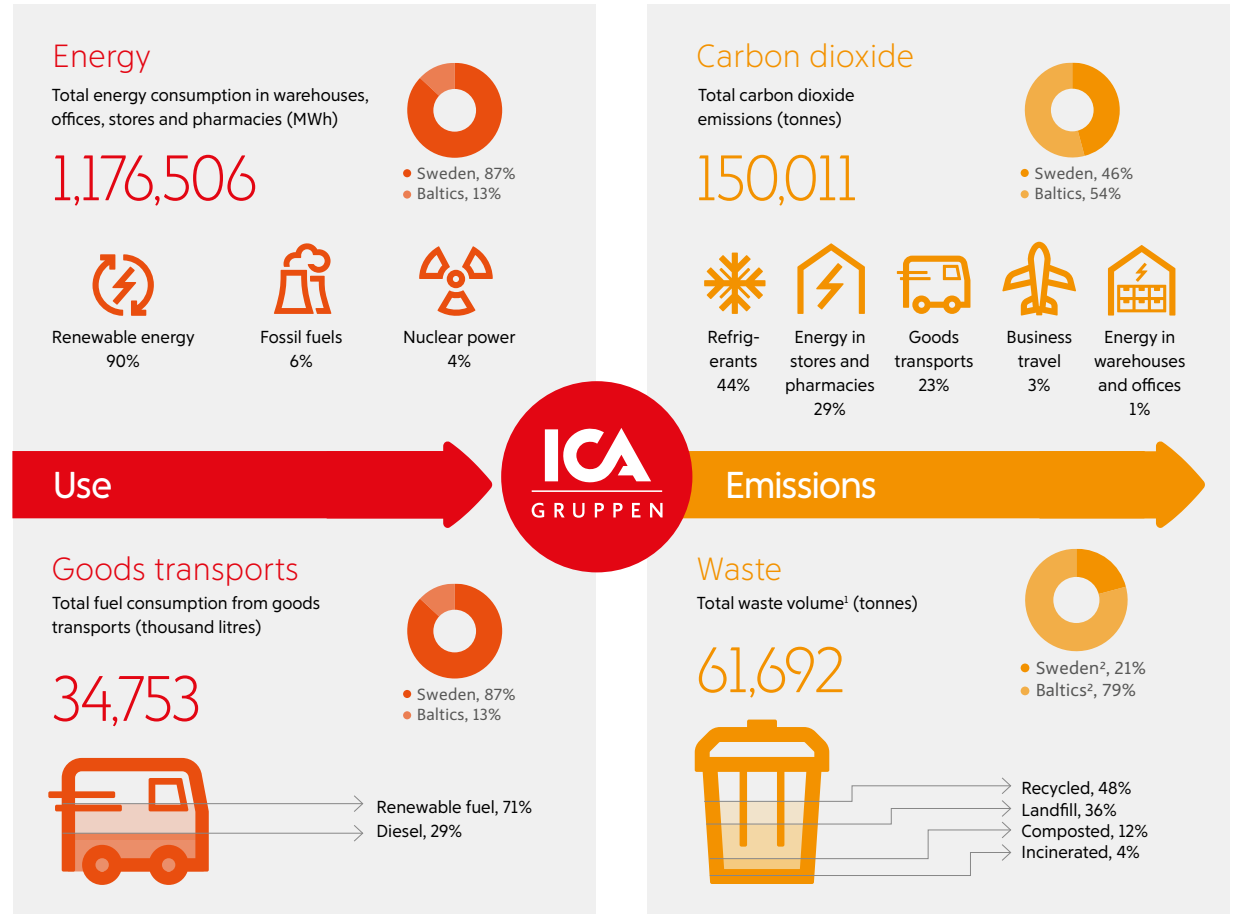 Energy
Total energy consumption in warehouses,
offices, stores and pharmacies (MWh)
1,176,506
Sweden, 87%
Baltics, 13%
Renewable energy
90%
Fossil fuels
6%
Nuclear power
4%
Carbon dioxide
Total carbon dioxide
emissions (tonnes)
150,011
Sweden, 46%
Baltics, 54%
Refrig-
erants
44%
Energy in
stores and
pharmacies
29%
Goods
transports
23%
Business
travel
3%
Energy in
warehouses
and offices
1%
Use
ICA
GRUPPEN
Emissions
Goods transports
Total fuel consumption from goods
transports (thousand litres)
34,753
Sweden, 87%
Baltics, 13%
Renewable fuel, 71%
Diesel, 29%
Waste
Total waste volume¹ (tonnes)
61,692
Sweden², 21%
Baltics², 79%
Recycled, 48%
Landfill, 36%
Composted, 12%
Incinerated, 4%